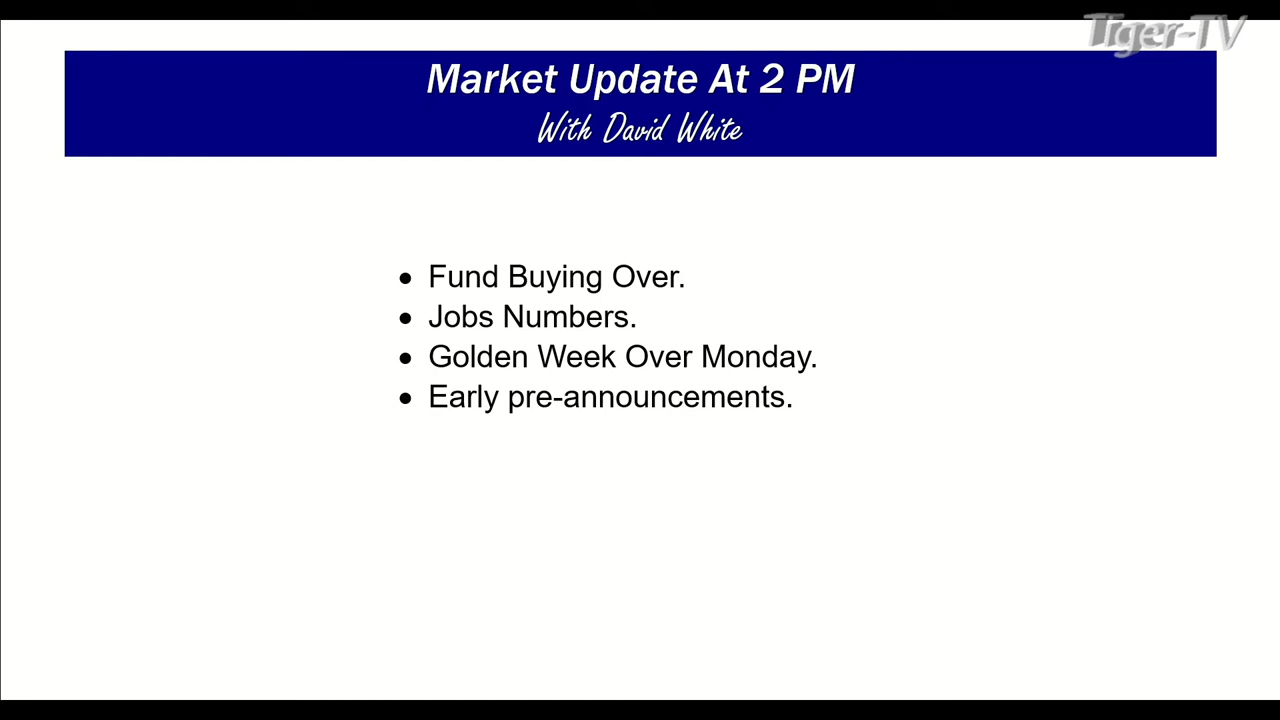 Tiger-TV
Market Update At 2 PM
With David White
• Fund Buying Over.
• Jobs Numbers.
• Golden Week Over Monday.
• Early pre-announcements.